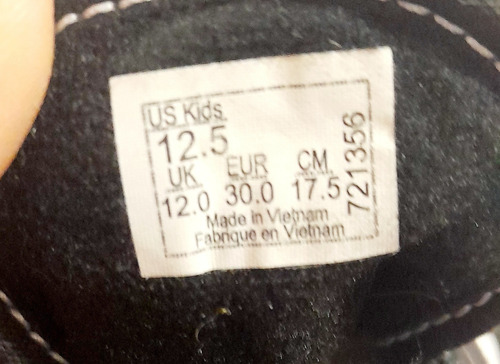 US Kids
12.5
UK EUR CM
12.0 30.0 17.5
Made in Vietnam
Fabrique en Vietnam
721356